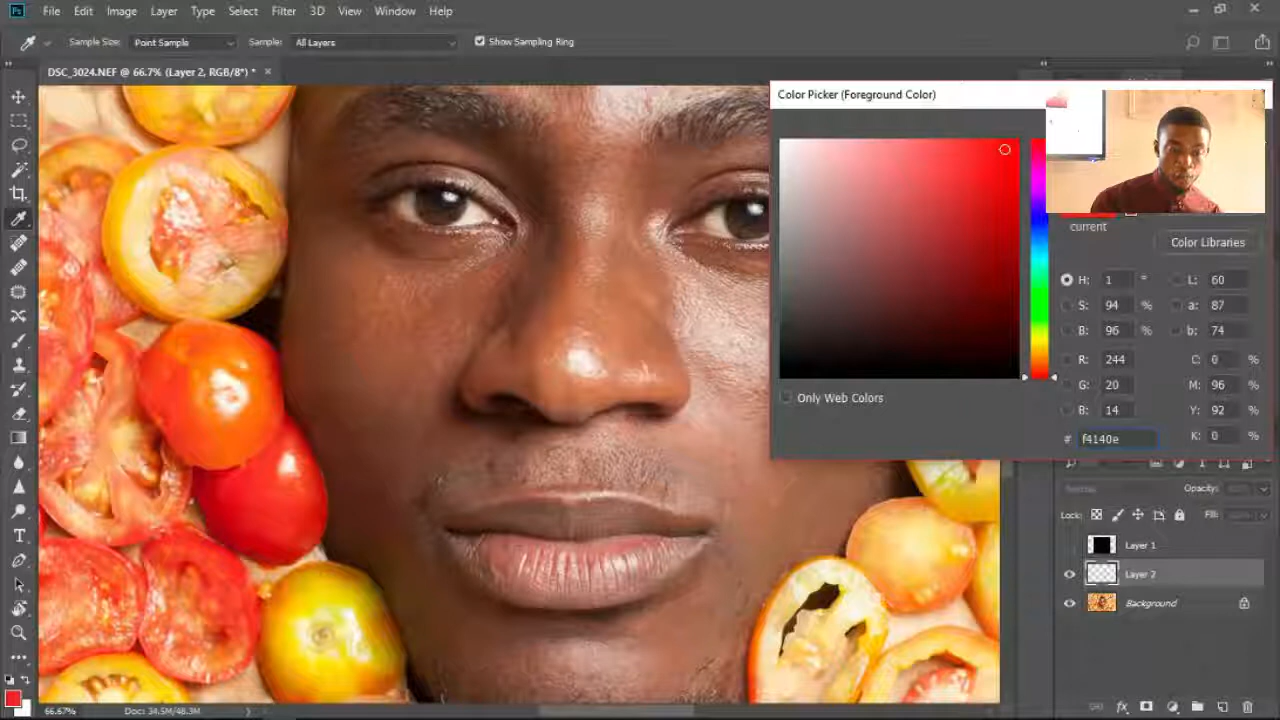 Ps File Edit Image Layer Type Select Filter 3D View Window Help
Sample Size: Point Sample Sample: All Layers Show Sampling Ring
DSC_3024.NEF @ 66.7% (Layer 2, RGB/8*) * ×
Color Picker (Foreground Color)
current
Color Libraries
H: 1 ° L: 60
S: 94 % a: 87
B: 96 % b: 74
R: 244 C: 0 %
G: 20 M: 96 %
B: 14 Y: 92 %
# f4140e K: 0 %
Only Web Colors
Normal Opacity:
Lock: Fill:
Layer 1
Layer 2
Background
66.67% Doc: 34.5M/48.3M